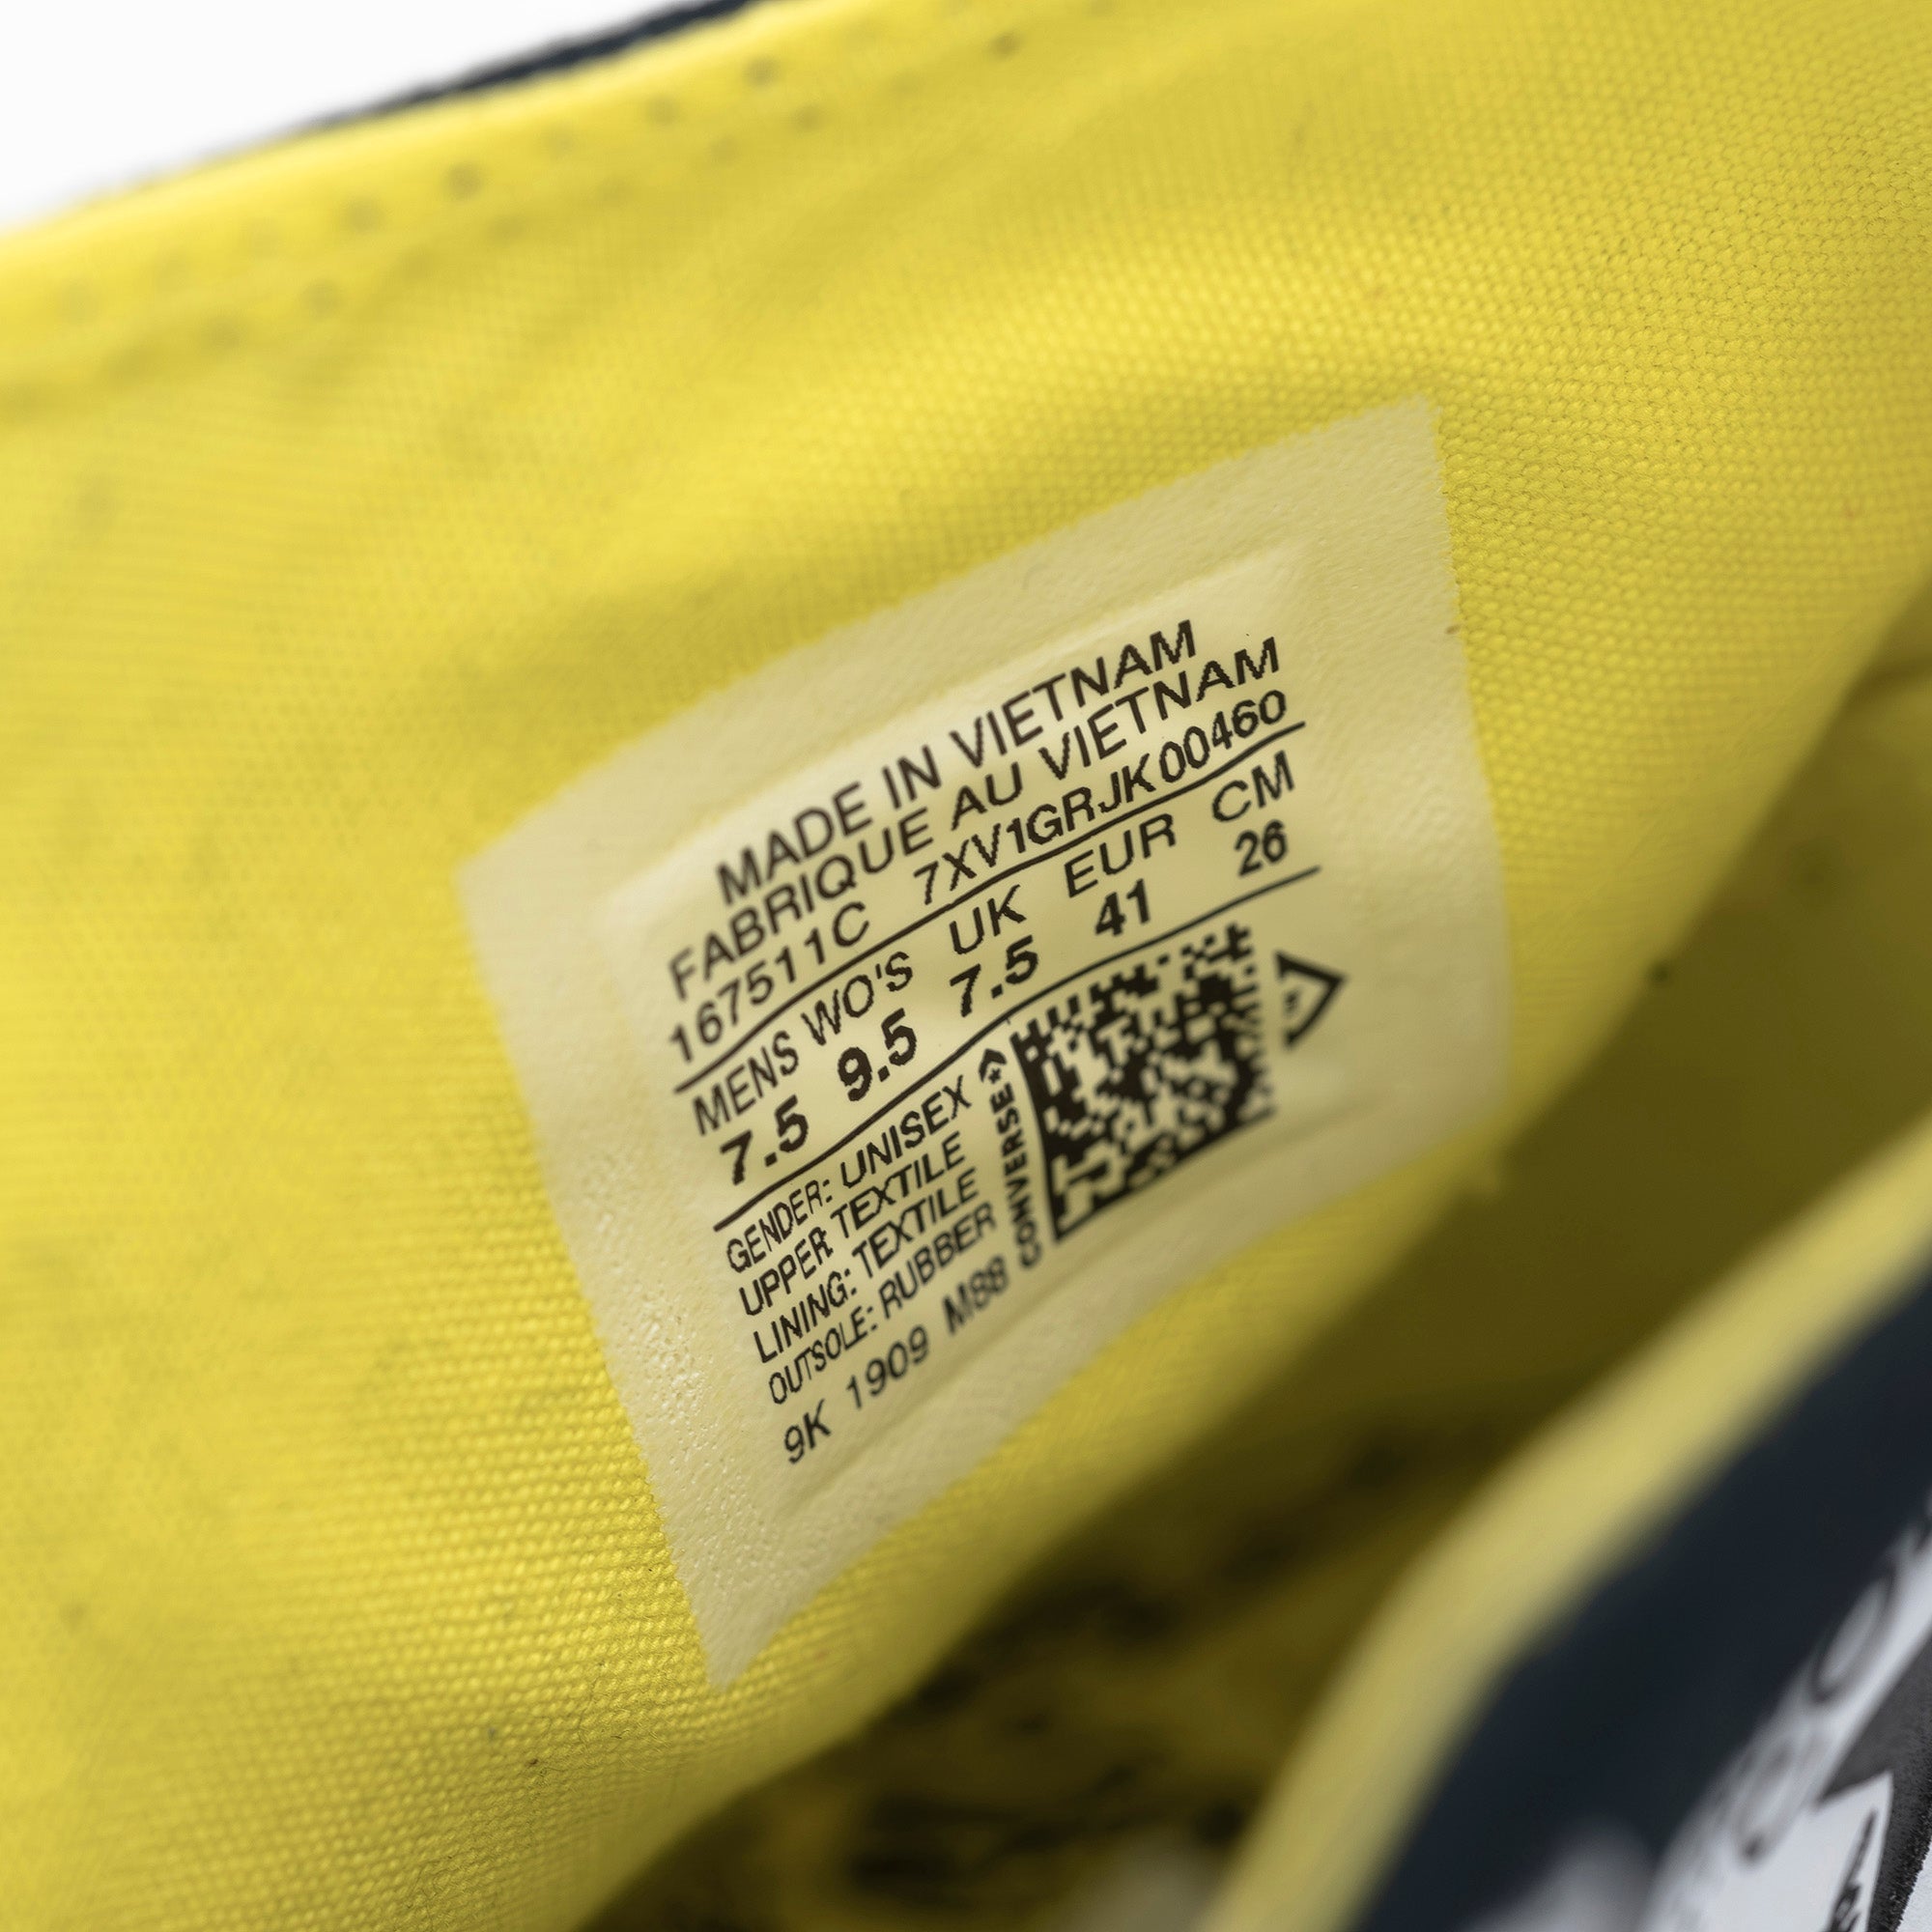 MADE IN VIETNAM
FABRIQUE AU VIETNAM
167511C 7XV1GRJK00460
MENS WO'S UK EUR CM
7.5 9.5 7.5 41 26
GENDER: UNISEX
UPPER TEXTILE
LINING: TEXTILE
OUTSOLE: RUBBER
9K 1909 M88
CONVERSE